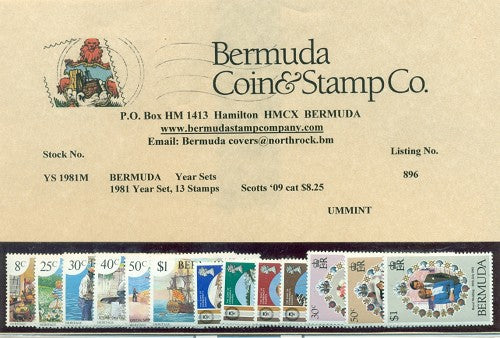 Bermuda
Coin&Stamp Co.
P.O. Box HM 1413 Hamilton HMCX BERMUDA
www.bermudastampcompany.com
Email: Bermuda covers@northrock.bm
Stock No.
Listing No.
YS 1981M BERMUDA Year Sets 896
1981 Year Set, 13 Stamps Scotts '09 cat $8.25
UMMINT
8c 25c 30c 40c 50c $1 BER
30c 50c $1 BERMUDA